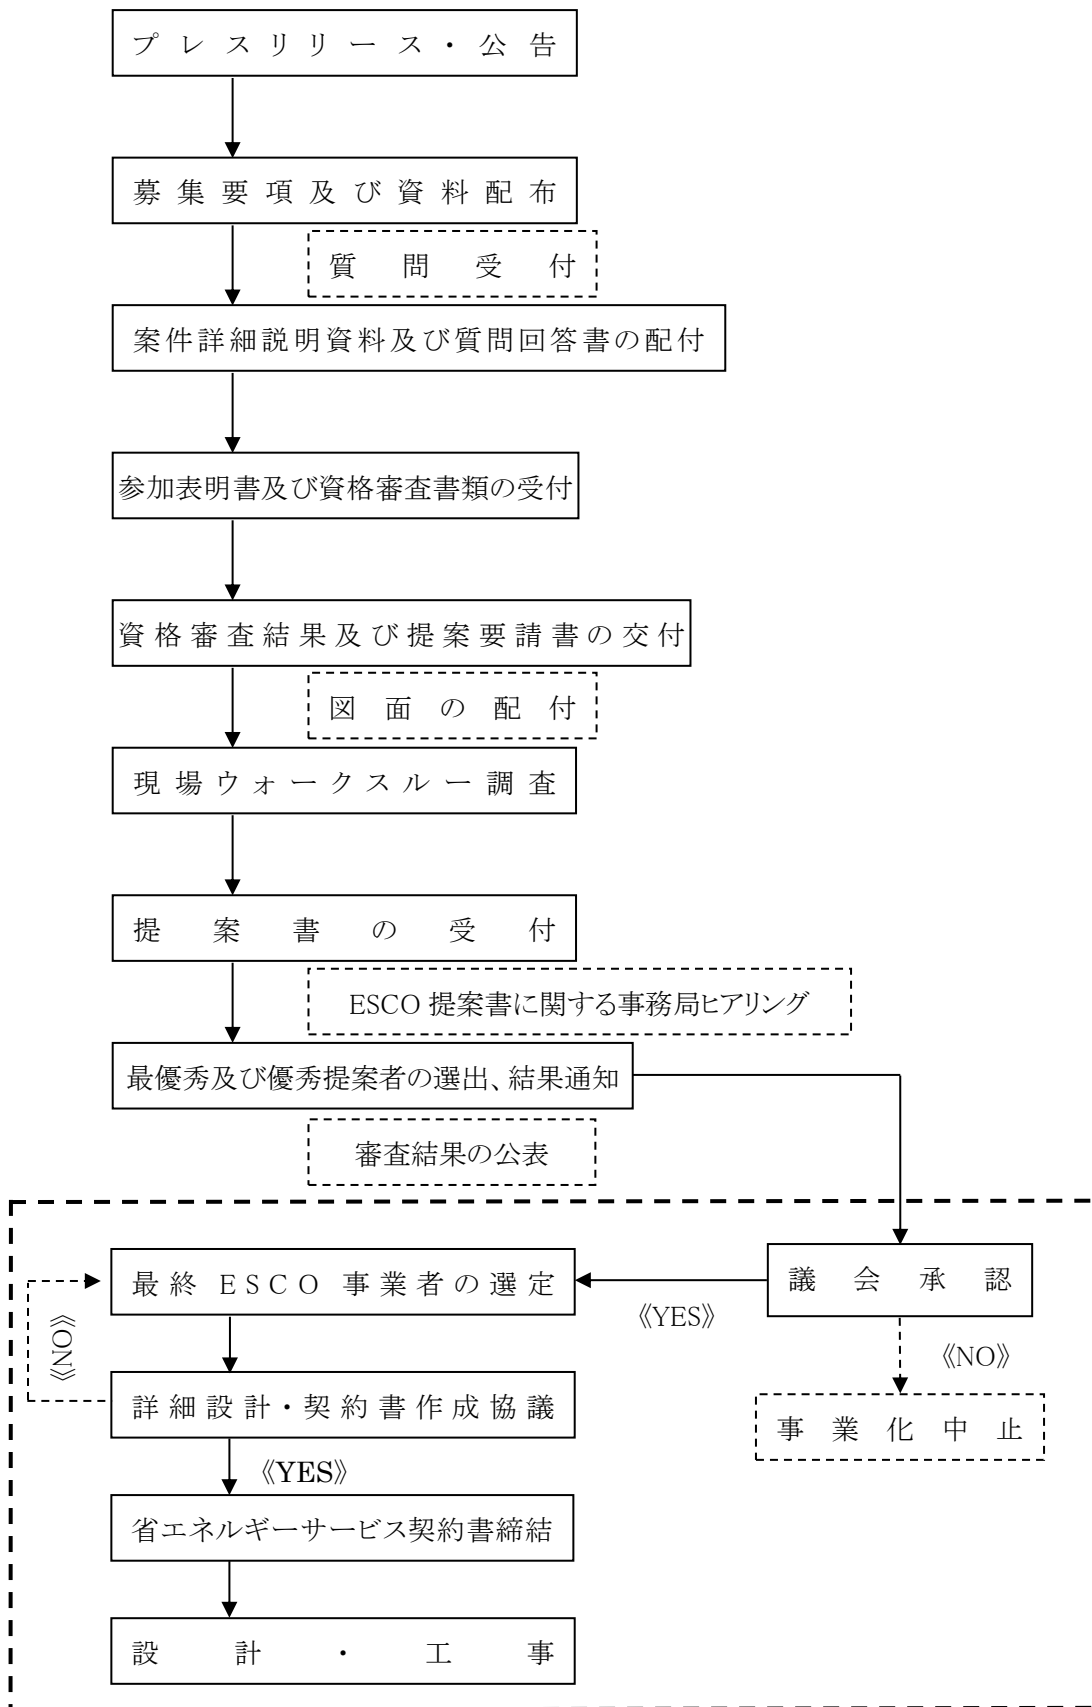 プレスリリース・公告
募集要項及び資料配布
質問受付
案件詳細説明資料及び質問回答書の配付
参加表明書及び資格審査書類の受付
資格審査結果及び提案要請書の交付
図面の配付
現場ウォークスルー調査
提案書の受付
ESCO 提案書に関する事務局ヒアリング
最優秀及び優秀提案者の選出、結果通知
審査結果の公表
最終 ESCO 事業者の選定
議会承認
《YES》
《NO》
《NO》
詳細設計・契約書作成協議
事業化中止
《YES》
省エネルギーサービス契約書締結
設計・工事